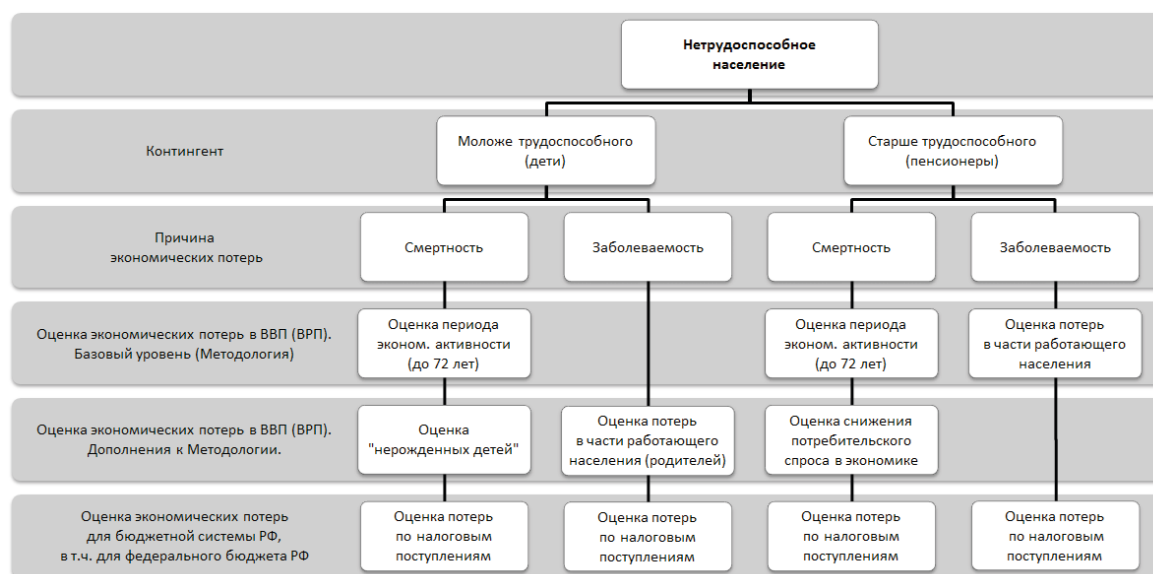 Нетрудоспособное
население
Контингент
Моложе трудоспособного
(дети)
Старше трудоспособного
(пенсионеры)
Причина
экономических потерь
Смертность
Заболеваемость
Смертность
Заболеваемость
Оценка экономических потерь в ВВП (ВРП).
Базовый уровень (Методология)
Оценка периода
эконом. активности
(до 72 лет)
Оценка периода
эконом. активности
(до 72 лет)
Оценка потерь
в части работающего
населения
Оценка экономических потерь в ВВП (ВРП).
Дополнения к Методологии.
Оценка
"нерожденных детей"
Оценка потерь
в части работающего
населения (родителей)
Оценка снижения
потребительского
спроса в экономике
Оценка экономических потерь
для бюджетной системы РФ,
в т.ч. для федерального бюджета РФ
Оценка потерь
по налоговым
поступлениям
Оценка потерь
по налоговым
поступлениям
Оценка потерь
по налоговым
поступлениям
Оценка потерь
по налоговым
поступлениям